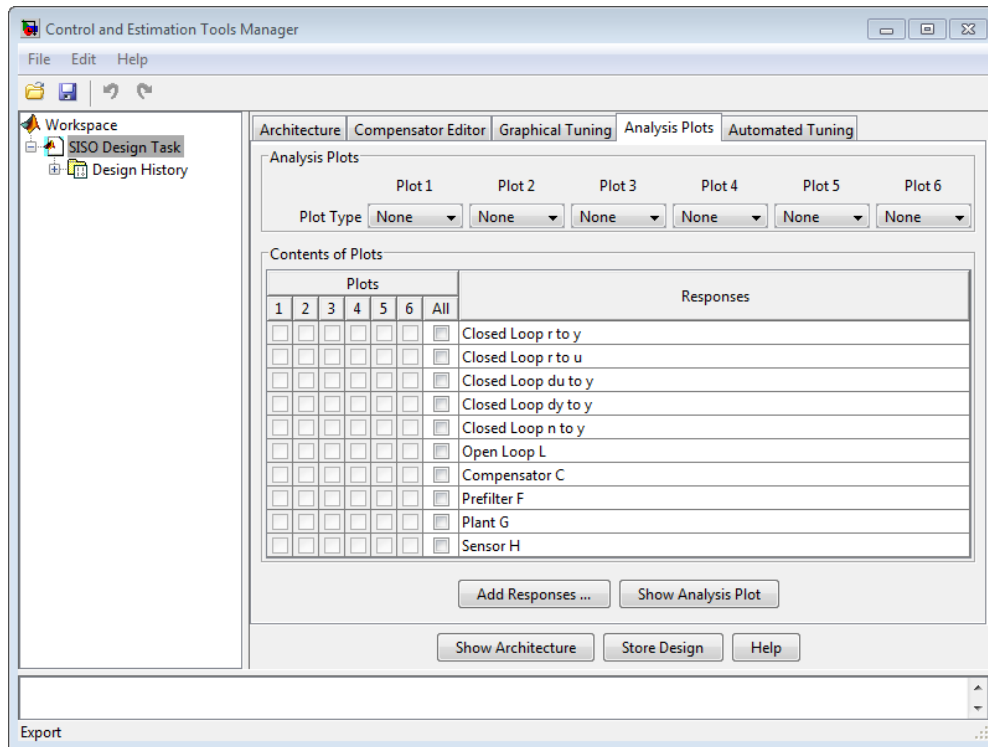 Control and Estimation Tools Manager
File Edit Help
Workspace
SISO Design Task
Design History
Architecture Compensator Editor Graphical Tuning Analysis Plots Automated Tuning
Analysis Plots
Plot 1 Plot 2 Plot 3 Plot 4 Plot 5 Plot 6
Plot Type None None None None None None
Contents of Plots
Plots Responses
1 2 3 4 5 6 All
Closed Loop r to y
Closed Loop r to u
Closed Loop du to y
Closed Loop dy to y
Closed Loop n to y
Open Loop L
Compensator C
Prefilter F
Plant G
Sensor H
Add Responses ... Show Analysis Plot
Show Architecture Store Design Help
Export